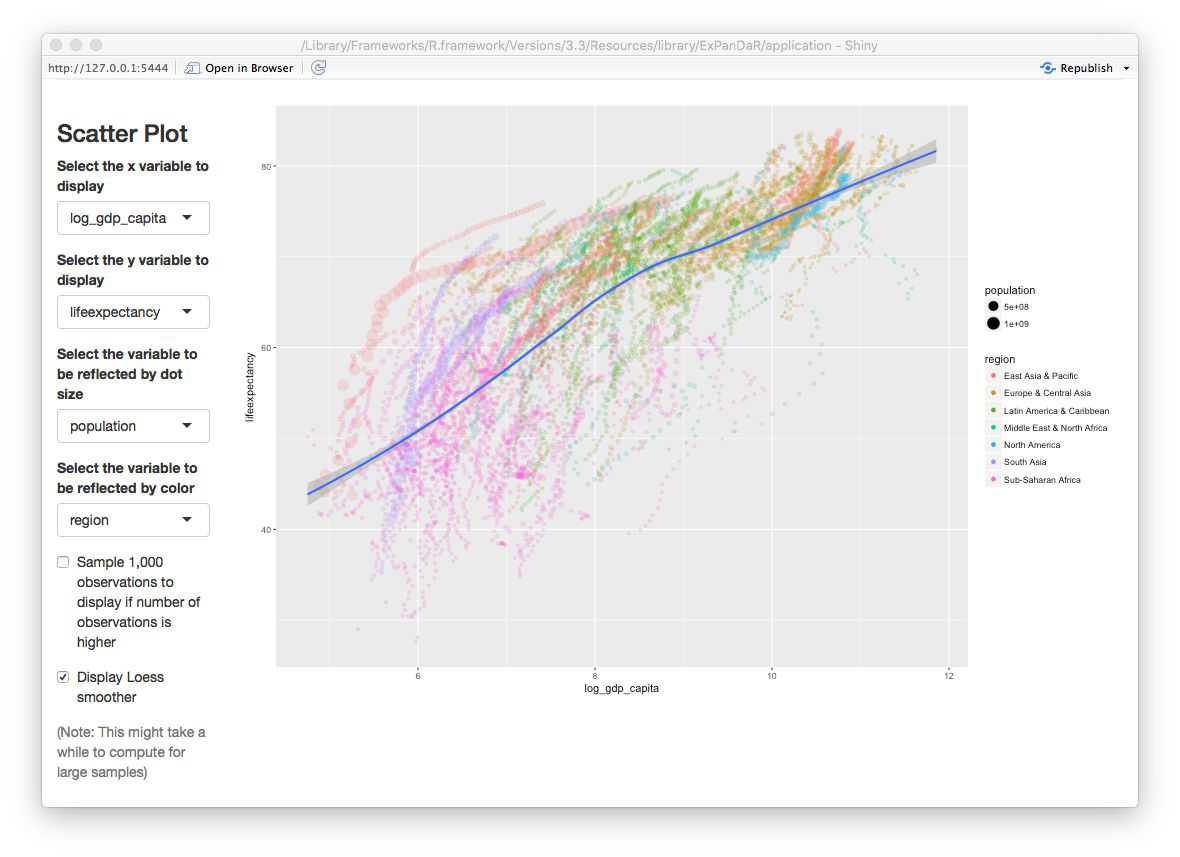 /Library/Frameworks/R.framework/Versions/3.3/Resources/library/ExPanDaR/application - Shiny
http://127.0.0.1:5444
Open in Browser
Republish
Scatter Plot
Select the x variable to
display
log_gdp_capita
Select the y variable to
display
lifeexpectancy
Select the variable to
be reflected by dot
size
population
Select the variable to
be reflected by color
region
Sample 1,000
observations to
display if number of
observations is
higher
Display Loess
smoother
(Note: This might take a
while to compute for
large samples)
lifeexpectancy
80
60
40
6
8
10
12
log_gdp_capita
population
5e+08
1e+09
region
East Asia & Pacific
Europe & Central Asia
Latin America & Caribbean
Middle East & North Africa
North America
South Asia
Sub-Saharan Africa